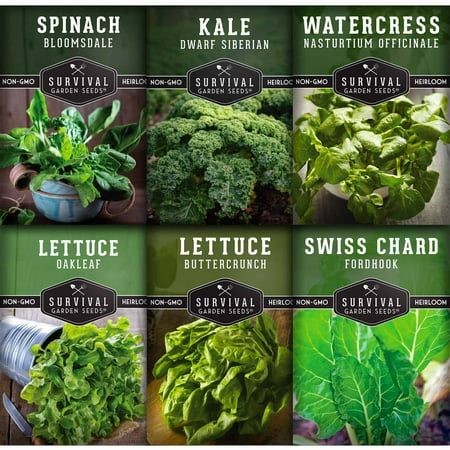 SPINACH
BLOOMSDALE
NON-GMO
SURVIVAL
GARDEN SEEDS
HEIRLOOM
KALE
DWARF SIBERIAN
NON-GMO
SURVIVAL
GARDEN SEEDS
HEIRLOOM
WATERCRESS
NASTURTIUM OFFICINALE
NON-GMO
SURVIVAL
GARDEN SEEDS
HEIRLOOM
LETTUCE
OAKLEAF
NON-GMO
SURVIVAL
GARDEN SEEDS
HEIRLOOM
LETTUCE
BUTTERCRUNCH
NON-GMO
SURVIVAL
GARDEN SEEDS
HEIRLOOM
SWISS CHARD
FORDHOOK
NON-GMO
SURVIVAL
GARDEN SEEDS
HEIRLOOM